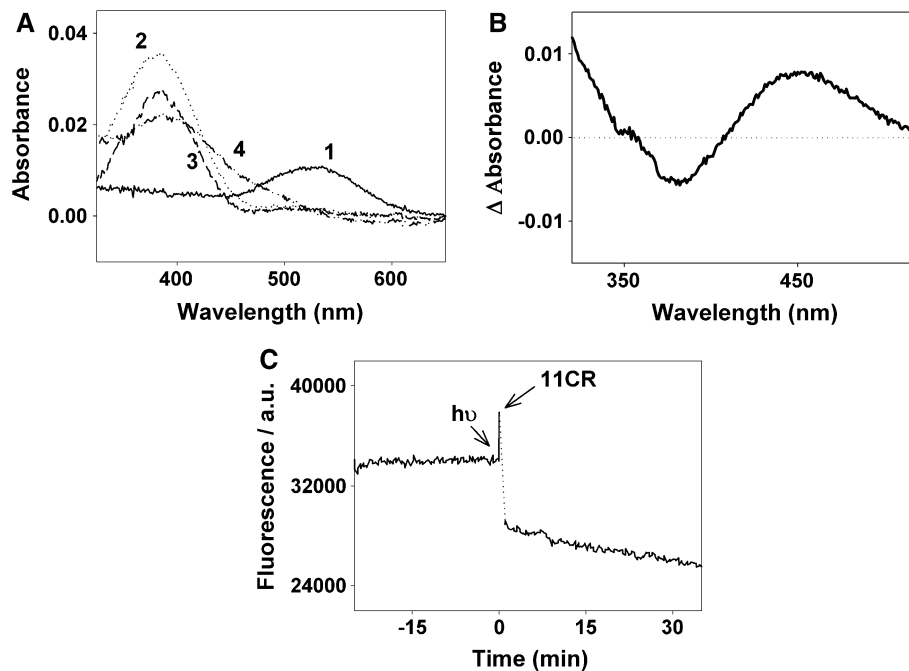 A
B
0.04
2
0.02
4
1
3
0.00
Absorbance
400
500
600
Wavelength (nm)
0.01
0.00
-0.01
Δ Absorbance
350
450
Wavelength (nm)
C
40000
11CR
hυ
32000
24000
Fluorescence / a.u.
-15
0
15
30
Time (min)